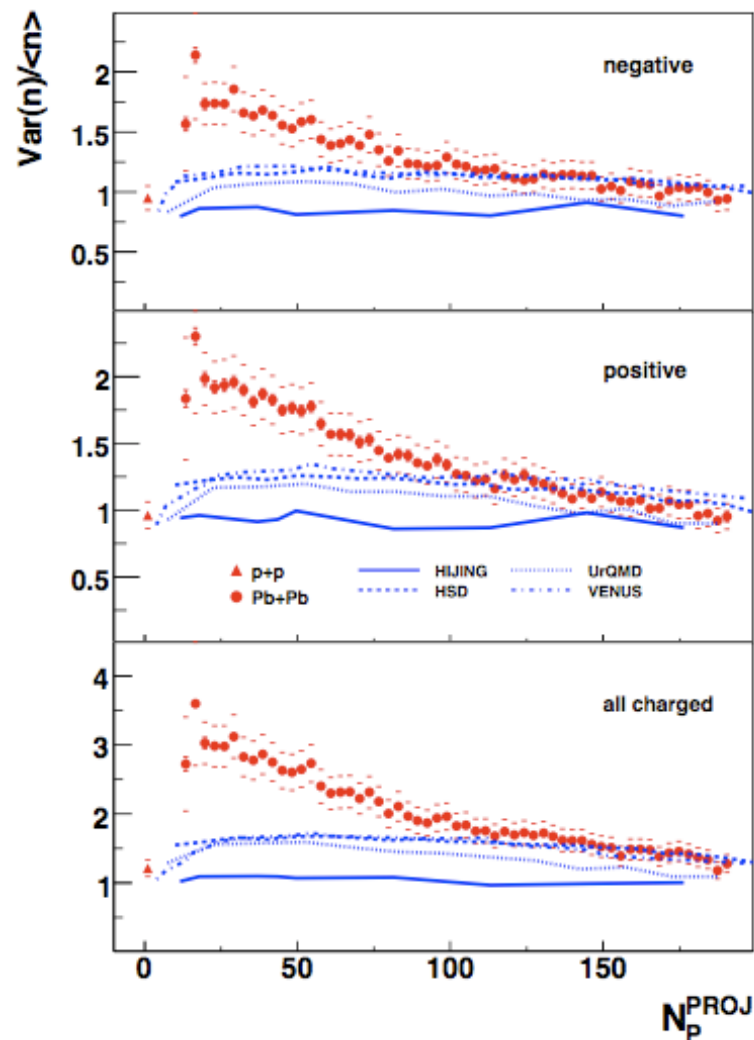 Var(n)/<n>
negative
2
1.5
1
0.5
positive
2
1.5
1
0.5
p+p
Pb+Pb
HIJING
HSD
UrQMD
VENUS
all charged
4
3
2
1
0 50 100 150
N_P^PROJ